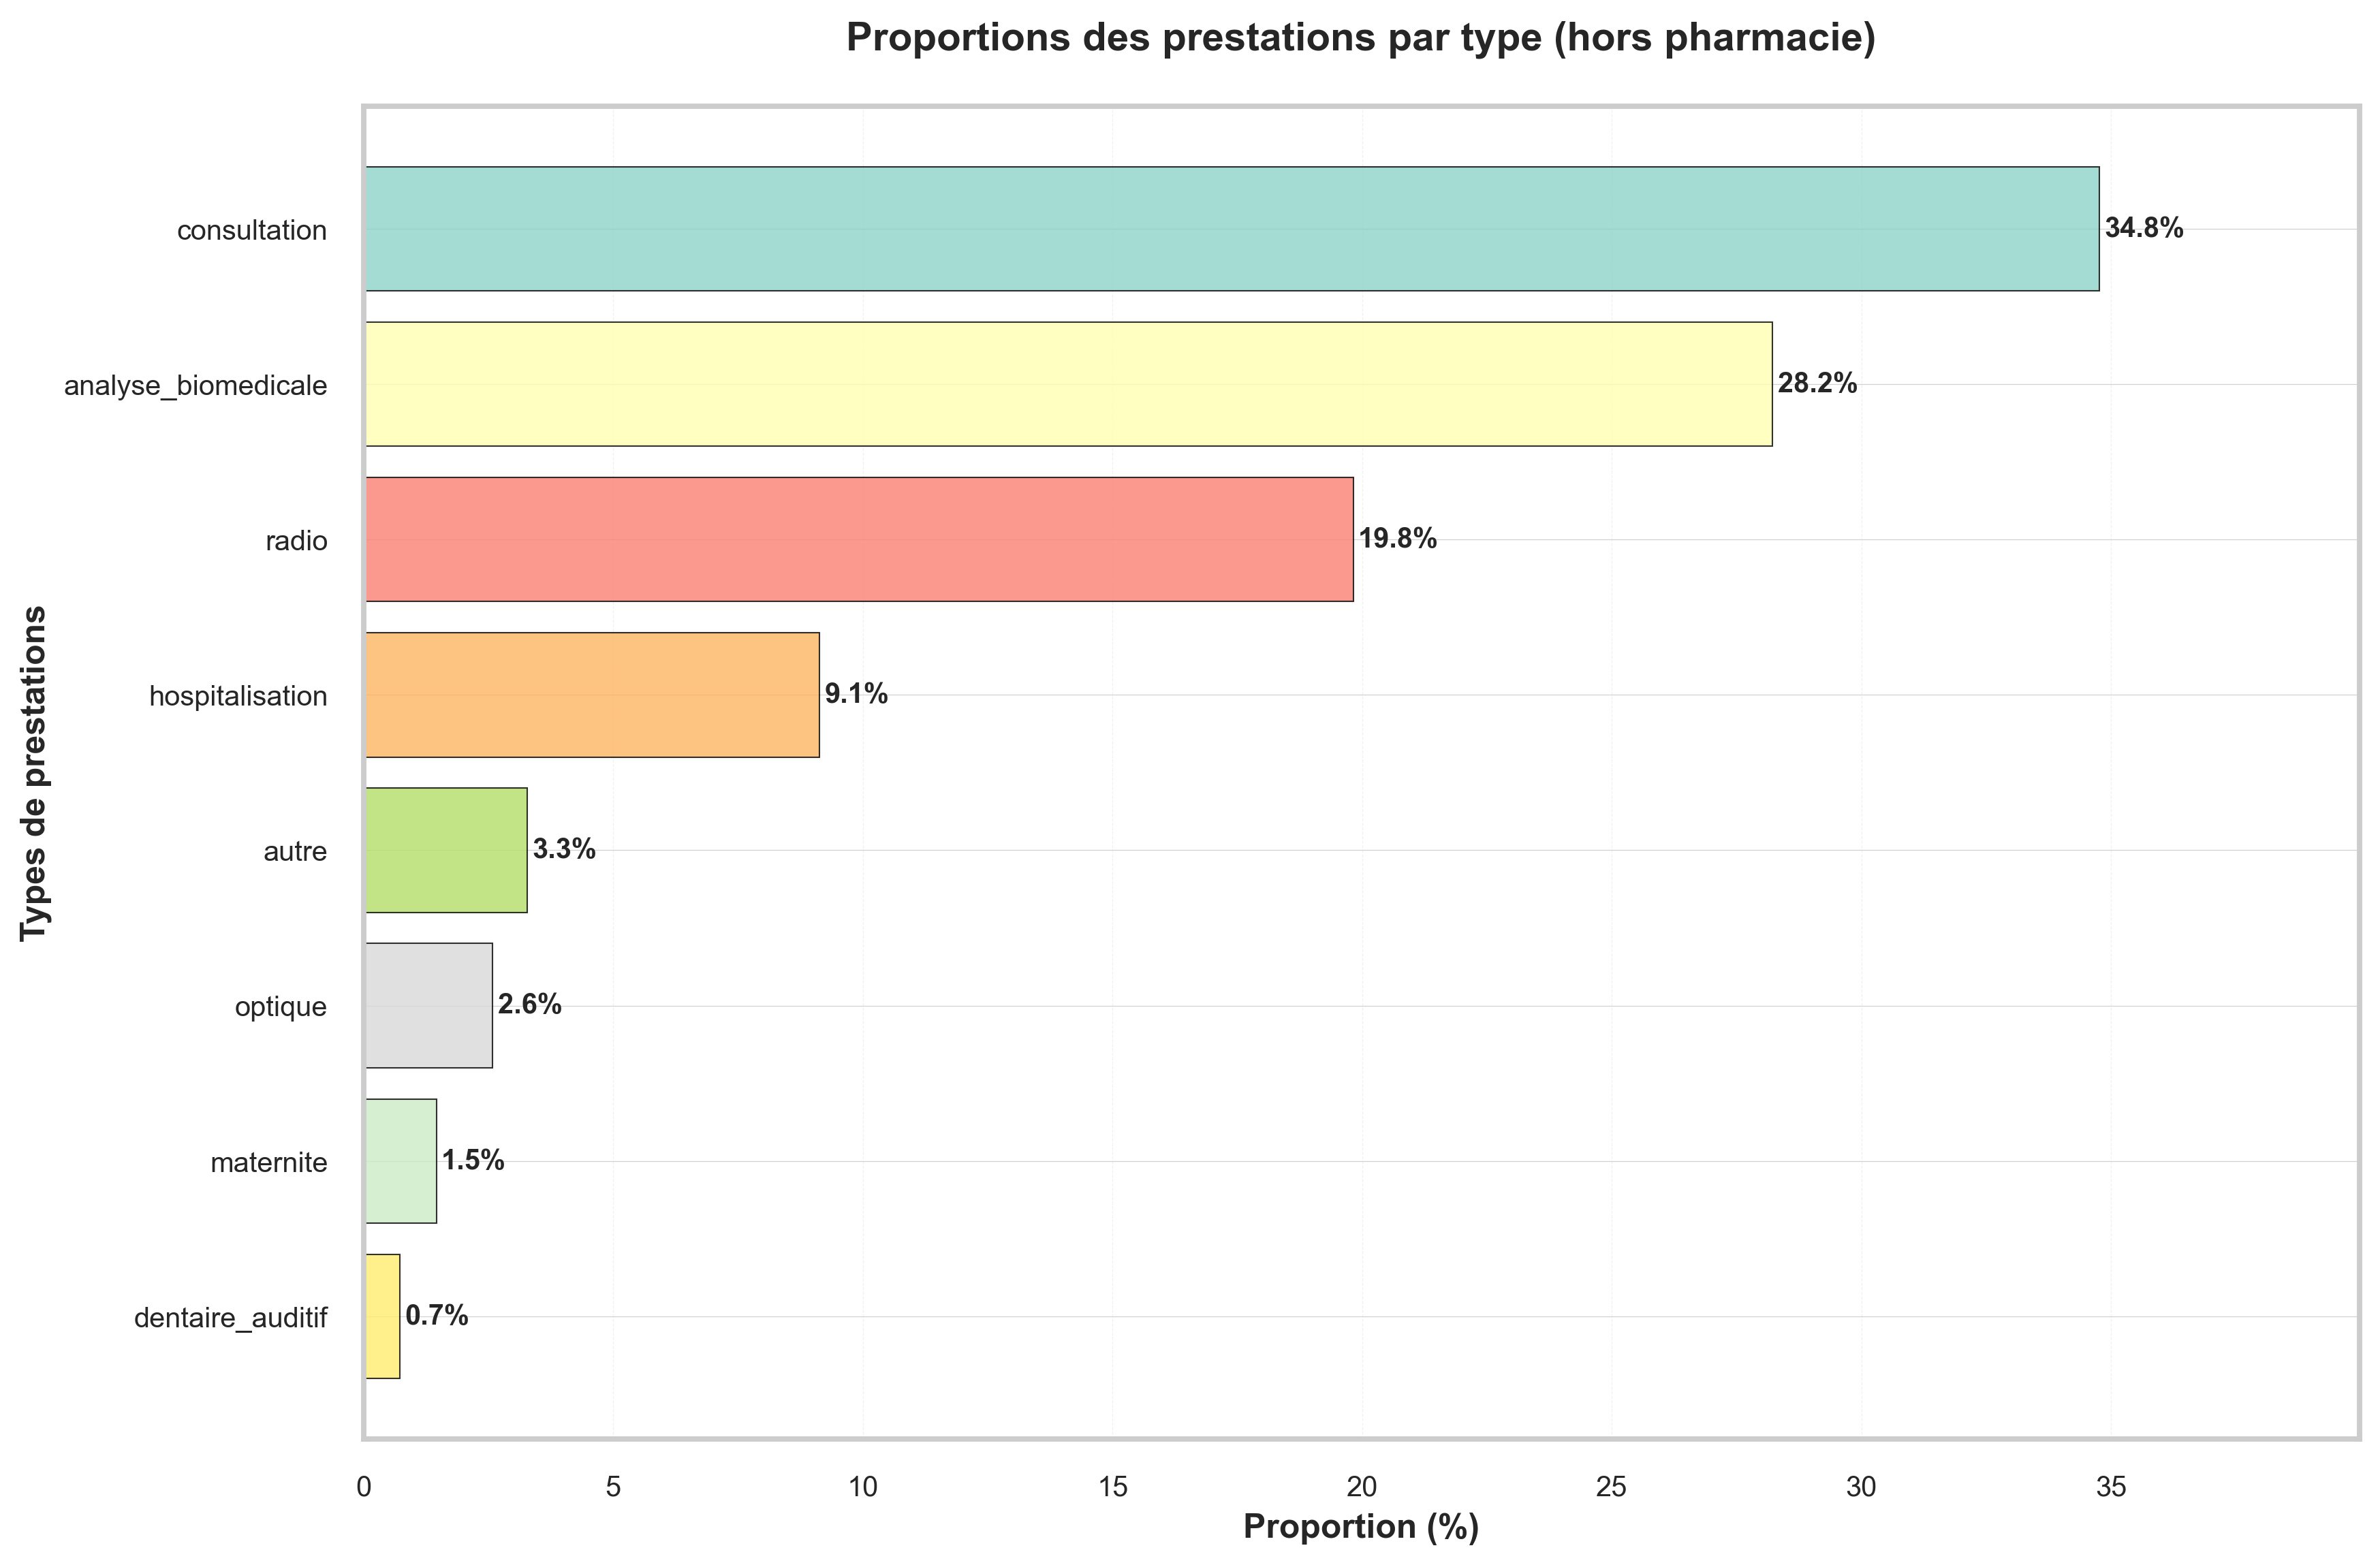 Proportions des prestations par type (hors pharmacie)
Types de prestations
consultation 34.8%
analyse_biomedicale 28.2%
radio 19.8%
hospitalisation 9.1%
autre 3.3%
optique 2.6%
maternite 1.5%
dentaire_auditif 0.7%
0 5 10 15 20 25 30 35
Proportion (%)